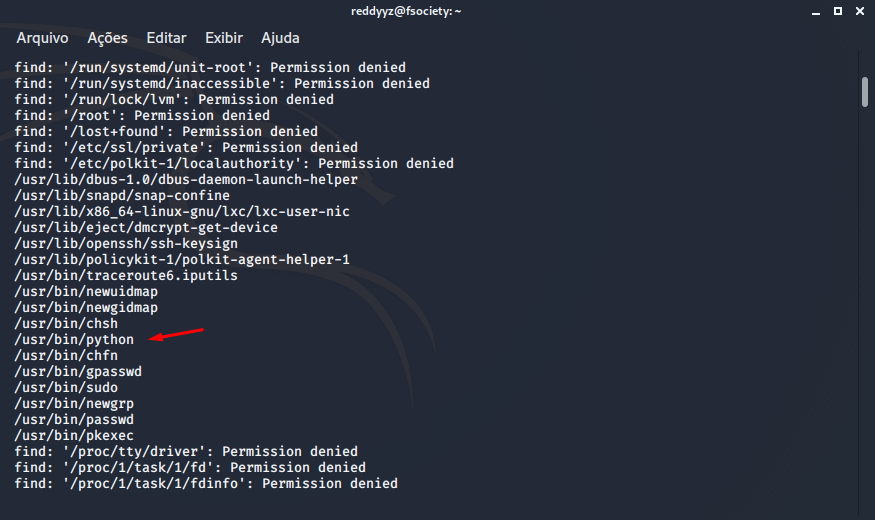 reddyyz@fsociety: ~
Arquivo Ações Editar Exibir Ajuda
find: '/run/systemd/unit-root': Permission denied
find: '/run/systemd/inaccessible': Permission denied
find: '/run/lock/lvm': Permission denied
find: '/root': Permission denied
find: '/lost+found': Permission denied
find: '/etc/ssl/private': Permission denied
find: '/etc/polkit-1/localauthority': Permission denied
/usr/lib/dbus-1.0/dbus-daemon-launch-helper
/usr/lib/snapd/snap-confine
/usr/lib/x86_64-linux-gnu/lxc/lxc-user-nic
/usr/lib/eject/dmcrypt-get-device
/usr/lib/openssh/ssh-keysign
/usr/lib/policykit-1/polkit-agent-helper-1
/usr/bin/traceroute6.iputils
/usr/bin/newuidmap
/usr/bin/newgidmap
/usr/bin/chsh
/usr/bin/python
/usr/bin/chfn
/usr/bin/gpasswd
/usr/bin/sudo
/usr/bin/newgrp
/usr/bin/passwd
/usr/bin/pkexec
find: '/proc/tty/driver': Permission denied
find: '/proc/1/task/1/fd': Permission denied
find: '/proc/1/task/1/fdinfo': Permission denied